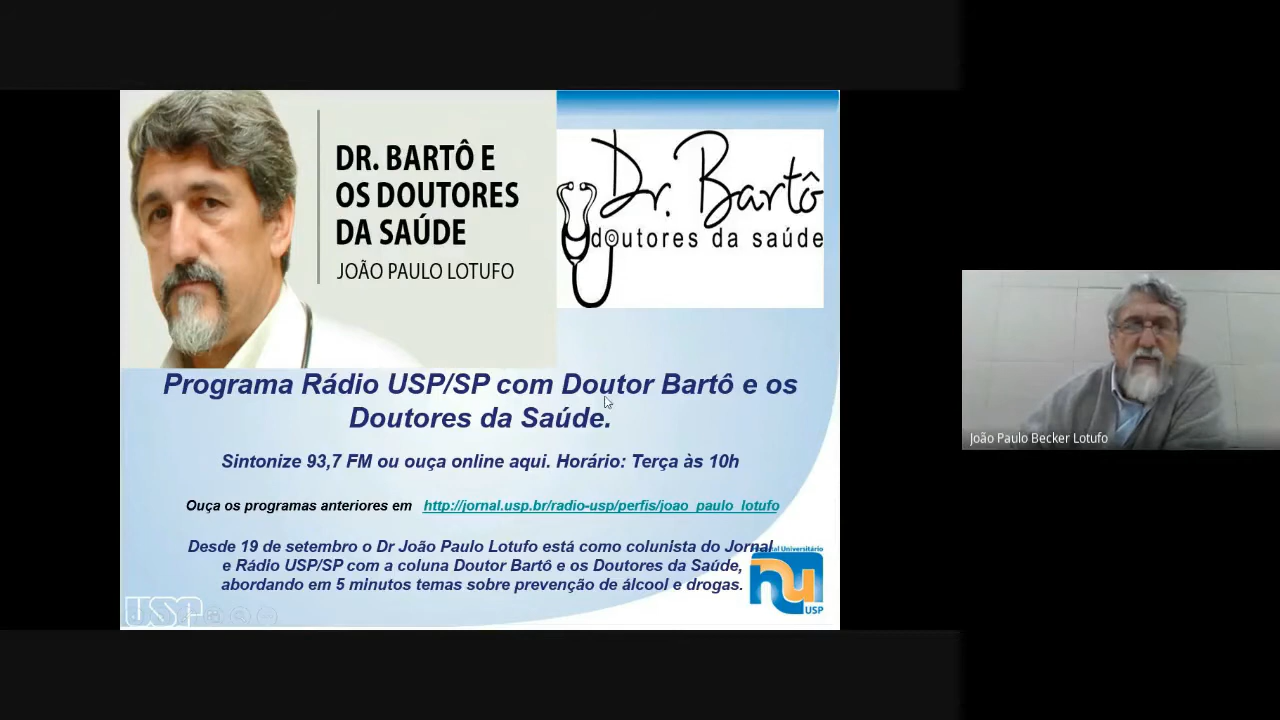 DR. BARTÔ E
OS DOUTORES
DA SAÚDE
JOÃO PAULO LOTUFO
Dr. Bartô
doutores da saúde
Programa Rádio USP/SP com Doutor Bartô e os
Doutores da Saúde.
Sintonize 93,7 FM ou ouça online aqui. Horário: Terça às 10h
Ouça os programas anteriores em http://jornal.usp.br/radio-usp/perfis/joao_paulo_lotufo
Desde 19 de setembro o Dr João Paulo Lotufo está como colunista do Jornal
e Rádio USP/SP com a coluna Doutor Bartô e os Doutores da Saúde,
abordando em 5 minutos temas sobre prevenção de álcool e drogas.
Universitário
hu
USP
USP
João Paulo Becker Lotufo